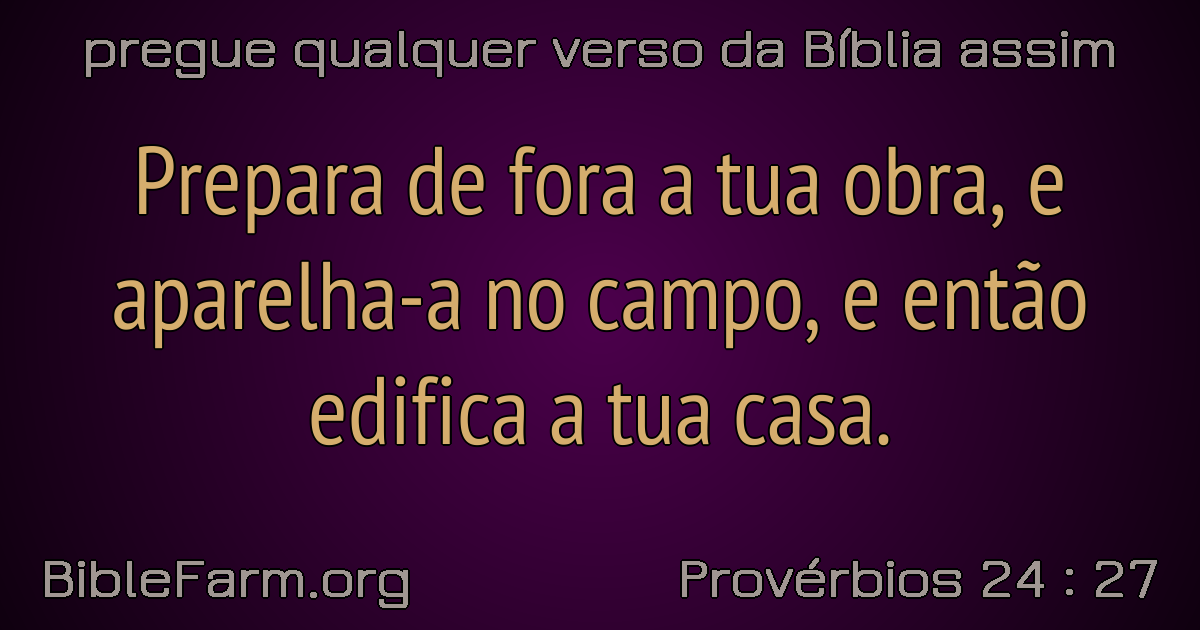 pregue qualquer verso da Bíblia assim
Prepara de fora a tua obra, e
aparelha-a no campo, e então
edifica a tua casa.
BibleFarm.org
Provérbios 24 : 27